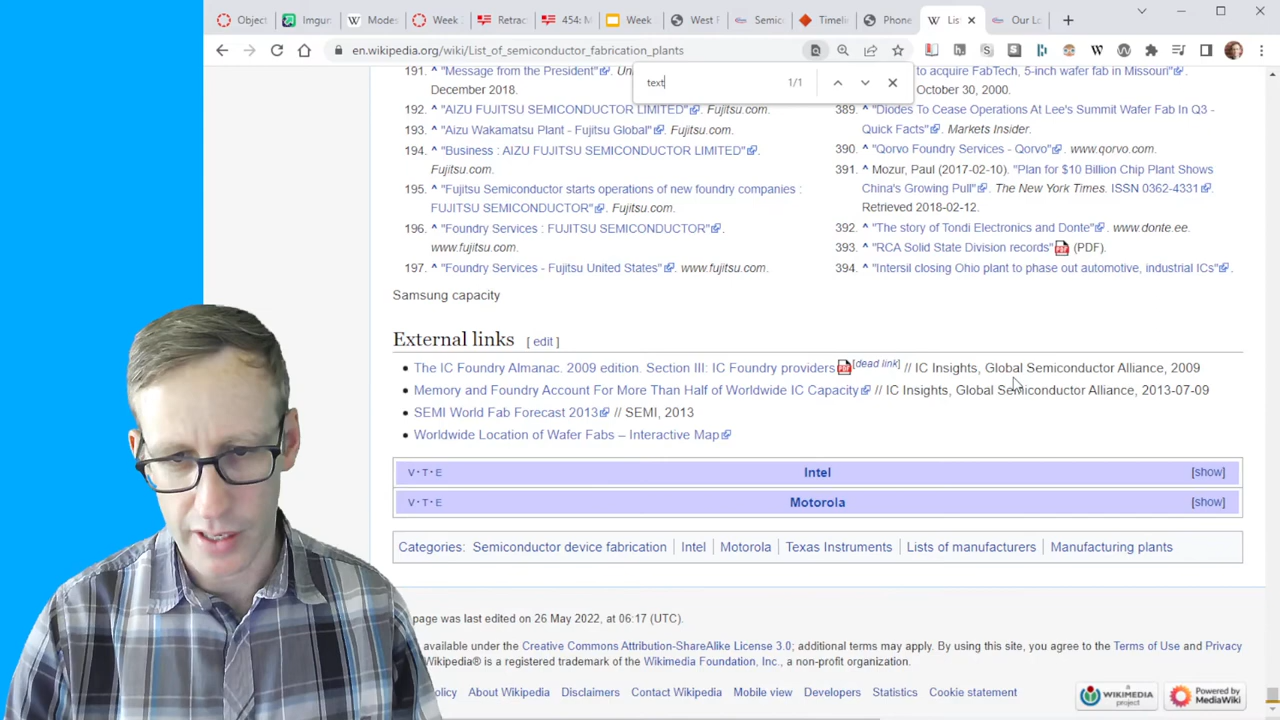 Object
Imgur
Modes
Week
Retrac
454: M
Week
West F
Semic
Timelin
Phone
List
Our Lo
en.wikipedia.org/wiki/List_of_semiconductor_fabrication_plants
text 1/1
191. ^ "Message from the President"
December 2018.
192. ^ "AIZU FUJITSU SEMICONDUCTOR LIMITED" Fujitsu.com.
193. ^ "Aizu Wakamatsu Plant - Fujitsu Global". Fujitsu.com.
194. ^ "Business : AIZU FUJITSU SEMICONDUCTOR LIMITED".
Fujitsu.com.
195. ^ "Fujitsu Semiconductor starts operations of new foundry companies :
FUJITSU SEMICONDUCTOR". Fujitsu.com.
196. ^ "Foundry Services : FUJITSU SEMICONDUCTOR".
www.fujitsu.com.
197. ^ "Foundry Services - Fujitsu United States". www.fujitsu.com.
to acquire FabTech, 5-inch wafer fab in Missouri".
October 30, 2000.
389. ^ "Diodes To Cease Operations At Lee's Summit Wafer Fab In Q3 -
Quick Facts". Markets Insider.
390. ^ "Qorvo Foundry Services - Qorvo". www.qorvo.com.
391. ^ Mozur, Paul (2017-02-10). "Plan for $10 Billion Chip Plant Shows
China's Growing Pull". The New York Times. ISSN 0362-4331.
Retrieved 2018-02-12.
392. ^ "The story of Tondi Electronics and Donte". www.donte.ee.
393. ^ "RCA Solid State Division records" (PDF).
394. ^ "Intersil closing Ohio plant to phase out automotive, industrial ICs".
Samsung capacity
External links [ edit ]
• The IC Foundry Almanac. 2009 edition. Section III: IC Foundry providers [dead link] // IC Insights, Global Semiconductor Alliance, 2009
• Memory and Foundry Account For More Than Half of Worldwide IC Capacity // IC Insights, Global Semiconductor Alliance, 2013-07-09
• SEMI World Fab Forecast 2013 // SEMI, 2013
• Worldwide Location of Wafer Fabs – Interactive Map
V · T · E Intel [show]
V · T · E Motorola [show]
Categories: Semiconductor device fabrication | Intel | Motorola | Texas Instruments | Lists of manufacturers | Manufacturing plants
page was last edited on 26 May 2022, at 06:17 (UTC).
available under the Creative Commons Attribution-ShareAlike License 3.0; additional terms may apply. By using this site, you agree to the Terms of Use and Privacy
Wikipedia® is a registered trademark of the Wikimedia Foundation, Inc., a non-profit organization.
About Wikipedia
Disclaimers
Contact Wikipedia
Mobile view
Developers
Statistics
Cookie statement
a
WIKIMEDIA
project
Powered by
MediaWiki